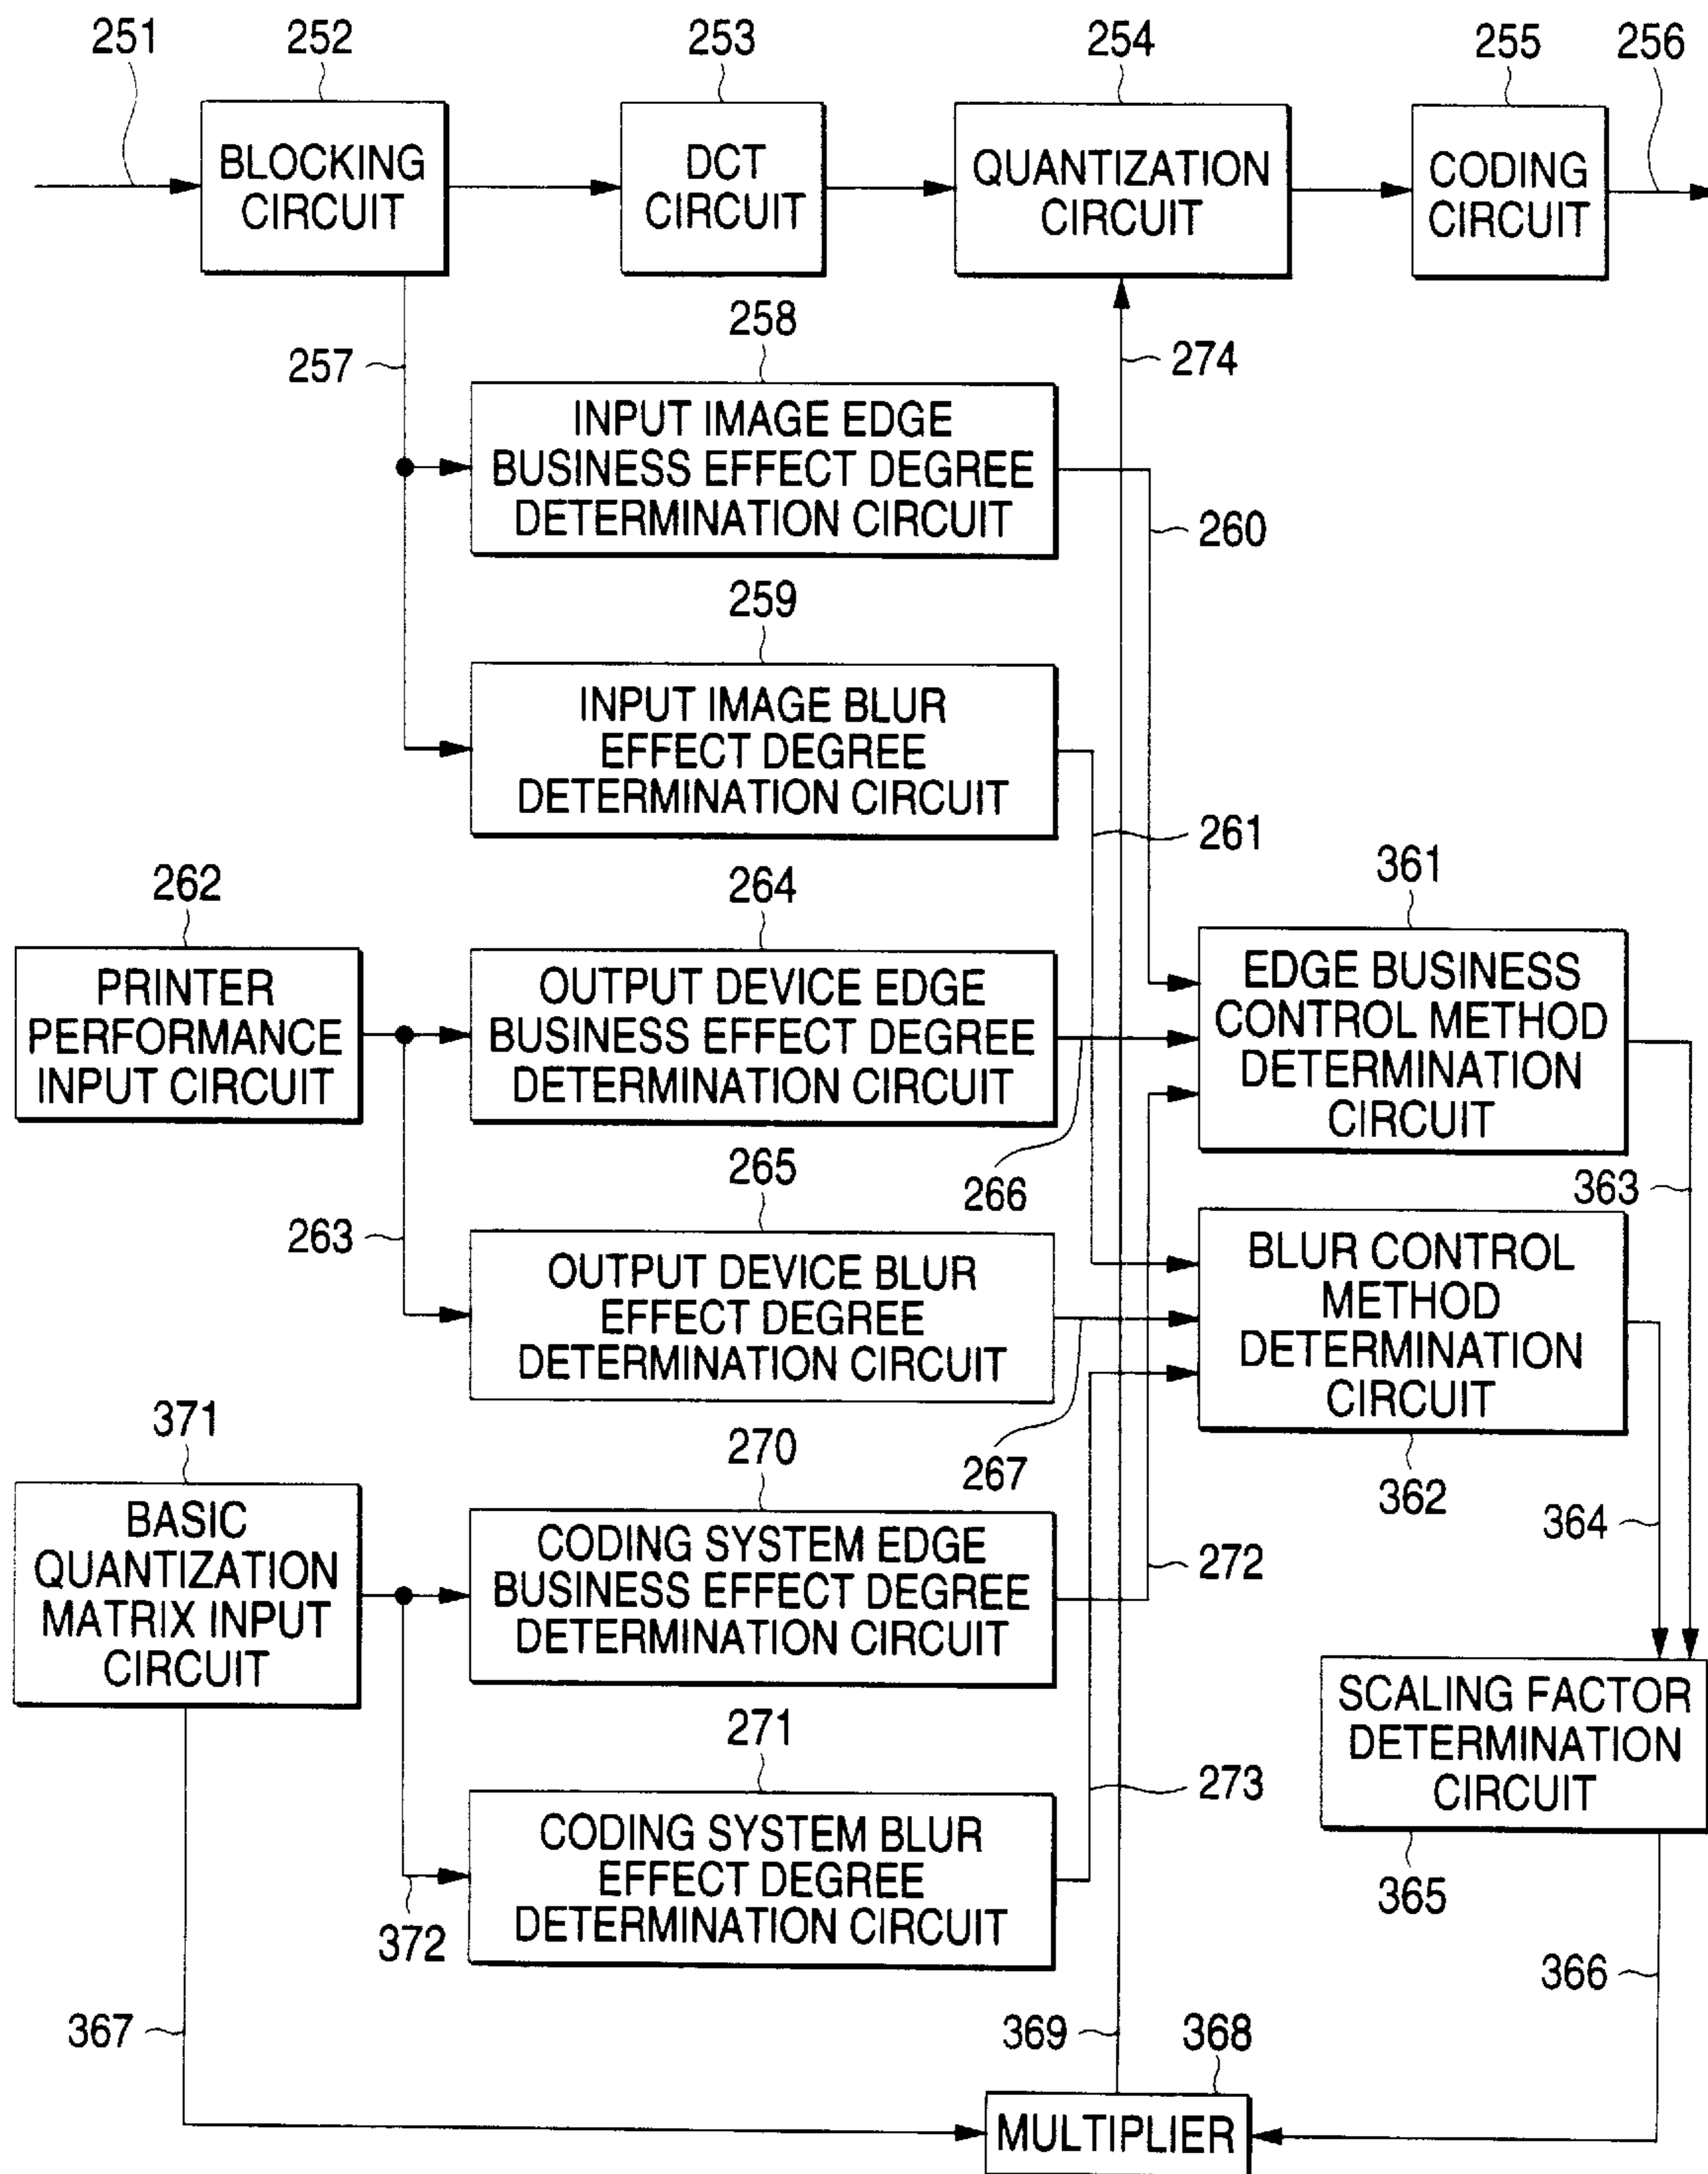 251
252
253
254
255
256
BLOCKING
CIRCUIT
DCT
CIRCUIT
QUANTIZATION
CIRCUIT
CODING
CIRCUIT
257
258
274
INPUT IMAGE EDGE
BUSINESS EFFECT DEGREE
DETERMINATION CIRCUIT
260
259
INPUT IMAGE BLUR
EFFECT DEGREE
DETERMINATION CIRCUIT
261
262
264
361
PRINTER
PERFORMANCE
INPUT CIRCUIT
OUTPUT DEVICE EDGE
BUSINESS EFFECT DEGREE
DETERMINATION CIRCUIT
EDGE BUSINESS
CONTROL METHOD
DETERMINATION
CIRCUIT
263
265
266
363
OUTPUT DEVICE BLUR
EFFECT DEGREE
DETERMINATION CIRCUIT
BLUR CONTROL
METHOD
DETERMINATION
CIRCUIT
371
270
267
362
364
BASIC
QUANTIZATION
MATRIX INPUT
CIRCUIT
CODING SYSTEM EDGE
BUSINESS EFFECT DEGREE
DETERMINATION CIRCUIT
272
271
273
SCALING FACTOR
DETERMINATION
CIRCUIT
CODING SYSTEM BLUR
EFFECT DEGREE
DETERMINATION CIRCUIT
372
365
366
367
369
368
MULTIPLIER